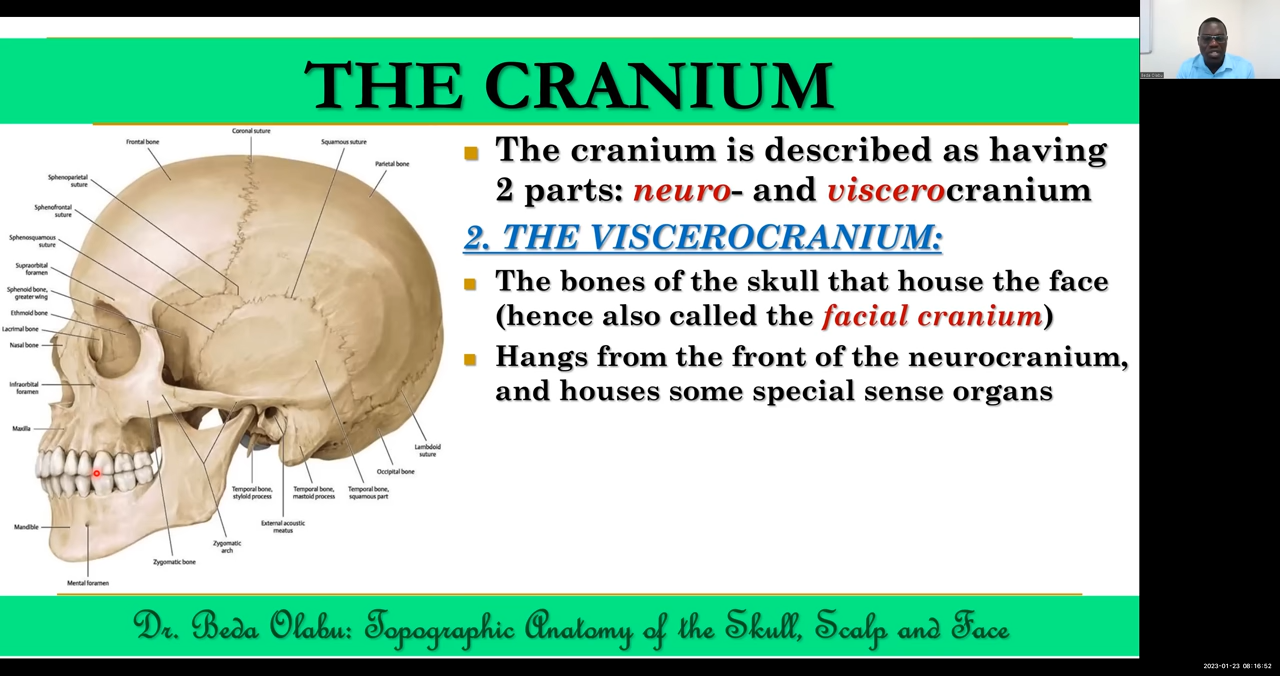 THE CRANIUM
Coronal suture
Frontal bone
Squamous suture
Parietal bone
Sphenoparietal
suture
Sphenofrontal
suture
Sphenosquamous
suture
Supraorbital
foramen
Sphenoid bone,
greater wing
Ethmoid bone
Lacrimal bone
Nasal bone
Infraorbital
foramen
Maxilla
Mandible
Mental foramen
Zygomatic bone
Zygomatic
arch
Temporal bone,
styloid process
External acoustic
meatus
Temporal bone,
mastoid process
Temporal bone,
squamous part
Occipital bone
Lambdoid
suture
■ The cranium is described as having
2 parts: neuro- and viscerocranium
2. THE VISCEROCRANIUM:
■ The bones of the skull that house the face
(hence also called the facial cranium)
■ Hangs from the front of the neurocranium,
and houses some special sense organs
Dr. Beda Olabu: Topographic Anatomy of the Skull, Scalp and Face
Beda Olabu
2023-01-23 08:16:52